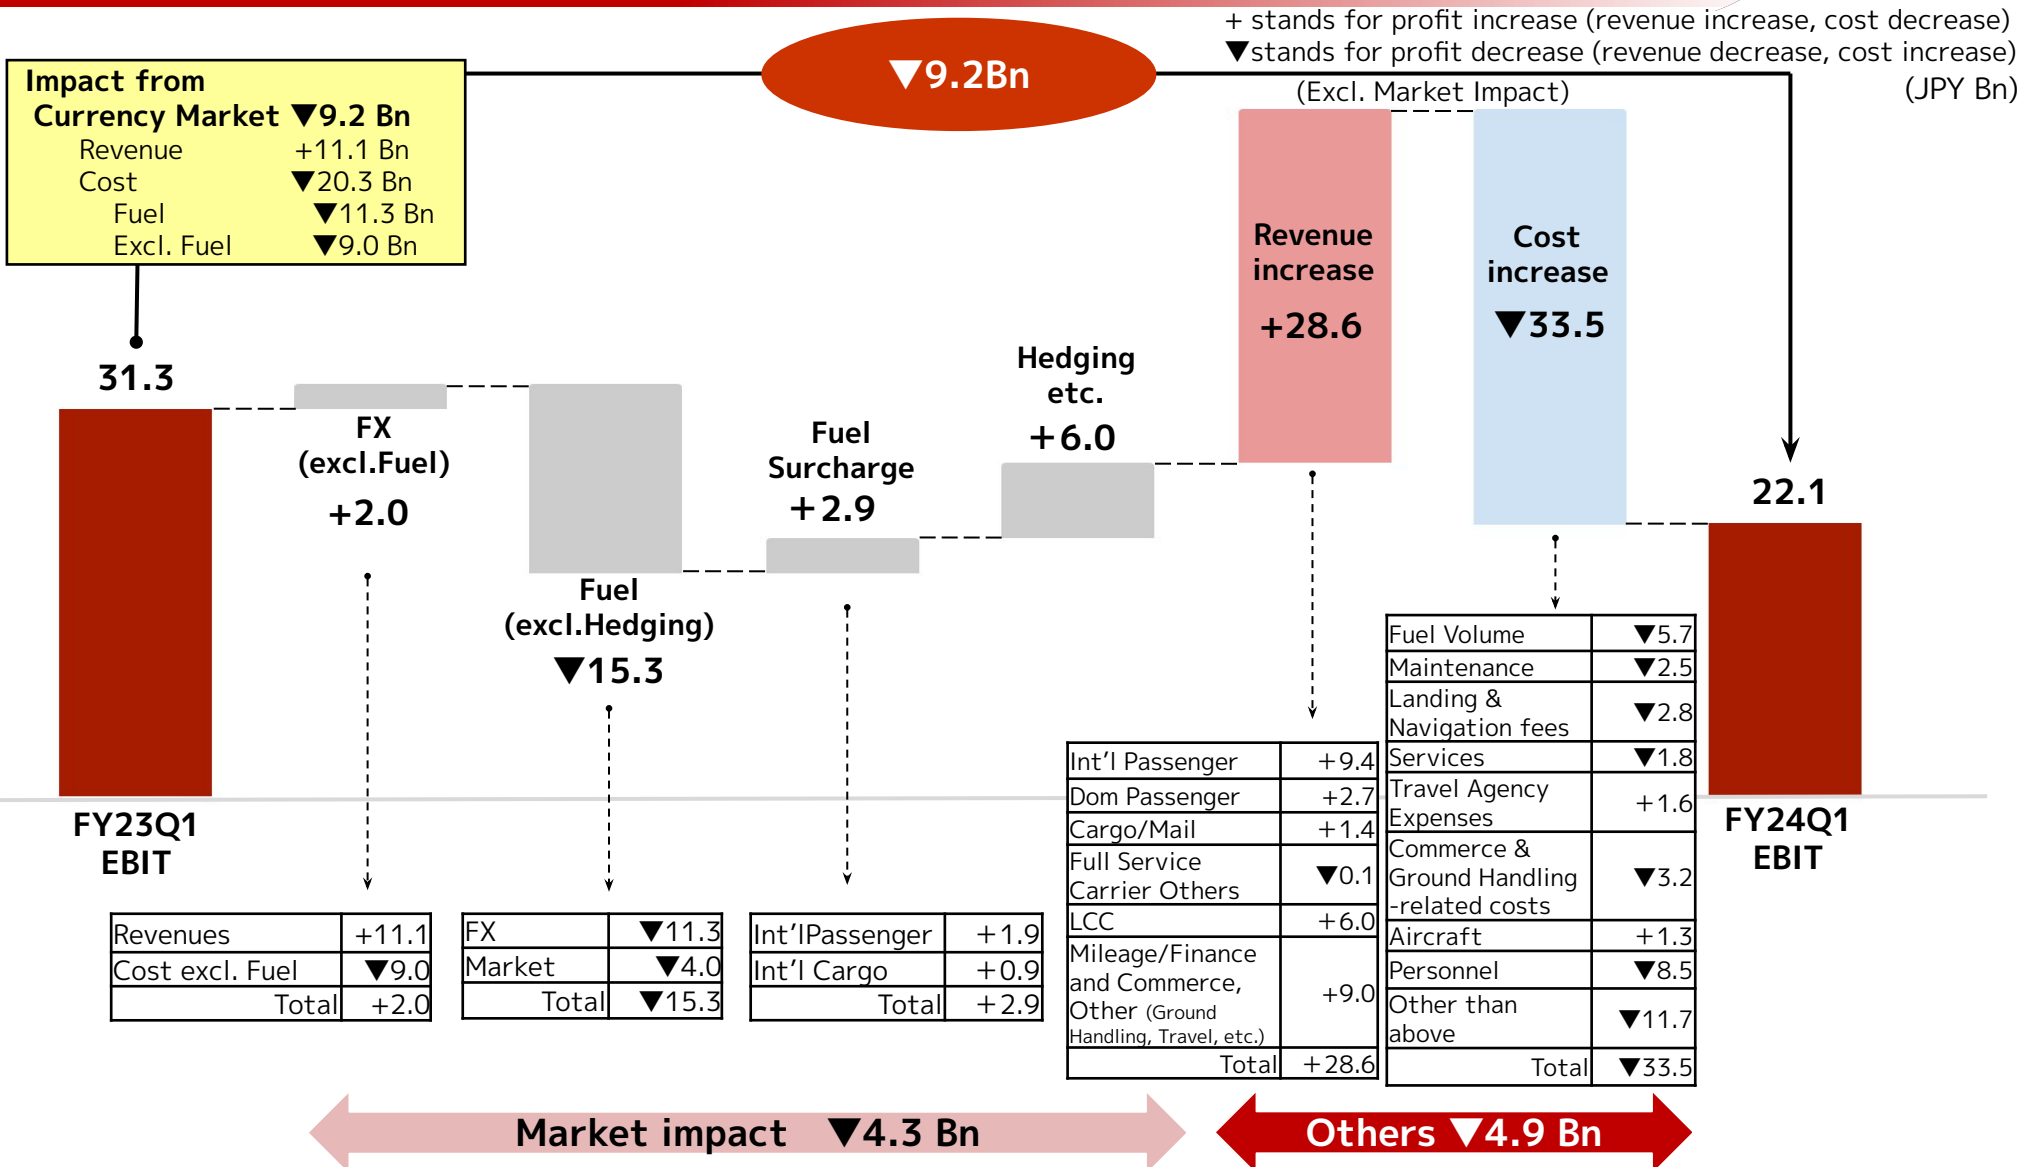 + stands for profit increase (revenue increase, cost decrease)
▼stands for profit decrease (revenue decrease, cost increase)
(JPY Bn)
▼9.2Bn
Impact from
Currency Market ▼9.2 Bn
Revenue +11.1 Bn
Cost ▼20.3 Bn
Fuel ▼11.3 Bn
Excl. Fuel ▼9.0 Bn
(Excl. Market Impact)
31.3
FX
(excl.Fuel)
+2.0
Fuel
(excl.Hedging)
▼15.3
Fuel
Surcharge
+2.9
Hedging
etc.
+6.0
Revenue
increase
+28.6
Cost
increase
▼33.5
22.1
FY23Q1
EBIT
FY24Q1
EBIT
Revenues +11.1
Cost excl. Fuel ▼9.0
Total +2.0
FX ▼11.3
Market ▼4.0
Total ▼15.3
Int'lPassenger +1.9
Int'l Cargo +0.9
Total +2.9
Int'l Passenger +9.4
Dom Passenger +2.7
Cargo/Mail +1.4
Full Service
Carrier Others ▼0.1
LCC +6.0
Mileage/Finance
and Commerce,
Other (Ground +9.0
Handling, Travel, etc.)
Total +28.6
Fuel Volume ▼5.7
Maintenance ▼2.5
Landing &
Navigation fees ▼2.8
Services ▼1.8
Travel Agency
Expenses +1.6
Commerce &
Ground Handling ▼3.2
-related costs
Aircraft +1.3
Personnel ▼8.5
Other than
above ▼11.7
Total ▼33.5
Market impact ▼4.3 Bn
Others ▼4.9 Bn